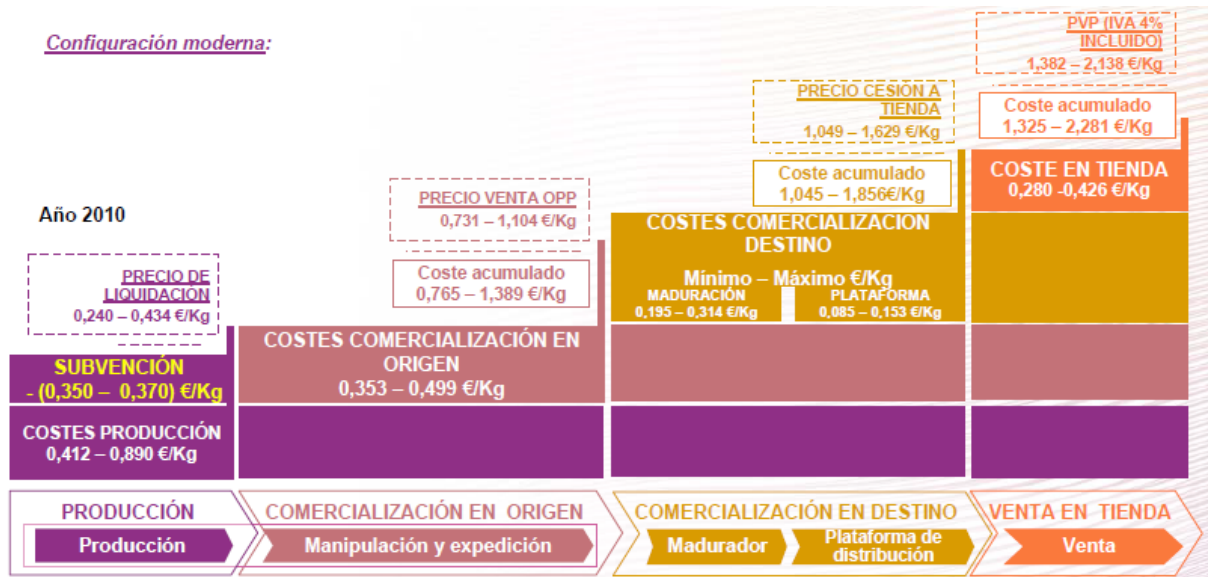 Configuración moderna:
Año 2010
PRECIO DE
LIQUIDACIÓN
0,240 – 0,434 €/Kg
SUBVENCIÓN
- (0,350 – 0,370) €/Kg
COSTES PRODUCCIÓN
0,412 – 0,890 €/Kg
PRECIO VENTA OPP
0,731 – 1,104 €/Kg
Coste acumulado
0,765 – 1,389 €/Kg
COSTES COMERCIALIZACIÓN EN
ORIGEN
0,353 – 0,499 €/Kg
PRECIO CESIÓN A
TIENDA
1,049 – 1,629 €/Kg
Coste acumulado
1,045 – 1,856€/Kg
COSTES COMERCIALIZACION
DESTINO
Mínimo – Máximo €/Kg
MADURACIÓN
0,195 – 0,314 €/Kg
PLATAFORMA
0,085 – 0,153 €/Kg
PVP (IVA 4%
INCLUIDO)
1,382 – 2,138 €/Kg
Coste acumulado
1,325 – 2,281 €/Kg
COSTE EN TIENDA
0,280 -0,426 €/Kg
PRODUCCIÓN
Producción
COMERCIALIZACIÓN EN ORIGEN
Manipulación y expedición
COMERCIALIZACIÓN EN DESTINO
Madurador
Plataforma de
distribución
VENTA EN TIENDA
Venta